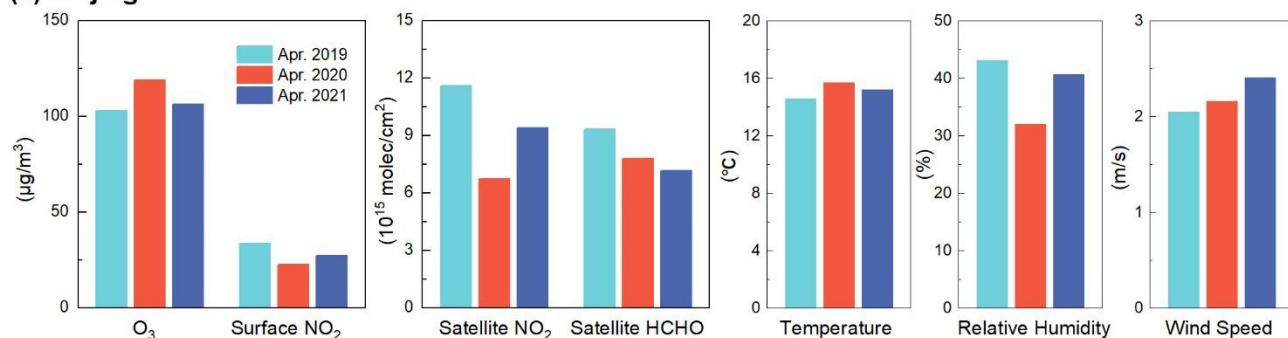 150
100
50
0
(μg/m³)
Apr. 2019
Apr. 2020
Apr. 2021
O₃
Surface NO₂
15
12
9
6
3
0
(10¹⁵ molec/cm²)
Satellite NO₂
Satellite HCHO
20
16
12
8
4
0
(℃)
Temperature
50
40
30
20
10
0
(%)
Relative Humidity
3
2
1
0
(m/s)
Wind Speed